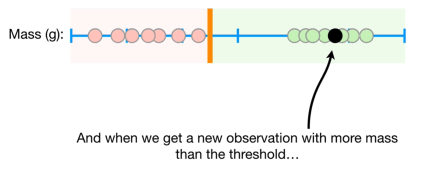 Mass (g):
And when we get a new observation with more mass
than the threshold…